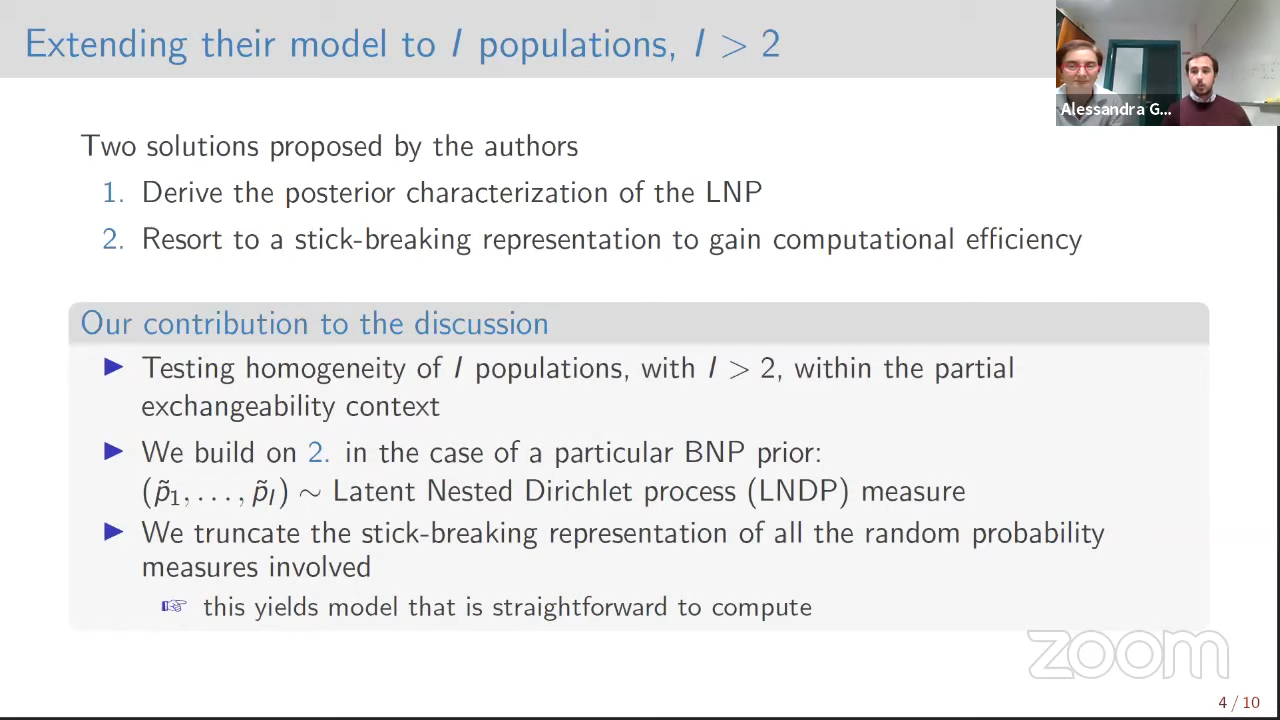 Extending their model to I populations, I > 2
Alessandra G...
Two solutions proposed by the authors
1. Derive the posterior characterization of the LNP
2. Resort to a stick-breaking representation to gain computational efficiency
Our contribution to the discussion
▶ Testing homogeneity of I populations, with I > 2, within the partial
exchangeability context
▶ We build on 2. in the case of a particular BNP prior:
(p̃₁, . . . , p̃_I) ∼ Latent Nested Dirichlet process (LNDP) measure
▶ We truncate the stick-breaking representation of all the random probability
measures involved
☞ this yields model that is straightforward to compute
zoom
4 / 10